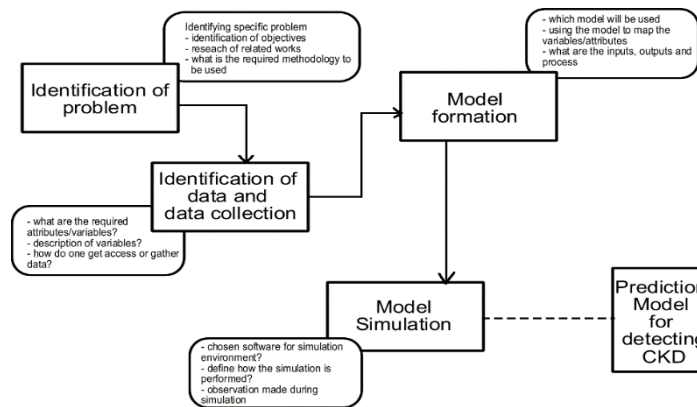 Identifying specific problem
- identification of objectives
- reseach of related works
- what is the required methodology to
be used
Identification of
problem
- which model will be used
- using the model to map the
variables/attributes
- what are the inputs, outputs and
process
Model
formation
Identification of
data and
data collection
- what are the required
attributes/variables?
- description of variables?
- how do one get access or gather
data?
Model
Simulation
- chosen software for simulation
environment?
- define how the simulation is
performed?
- observation made during
simulation
Prediction
Model
for
detecting
CKD